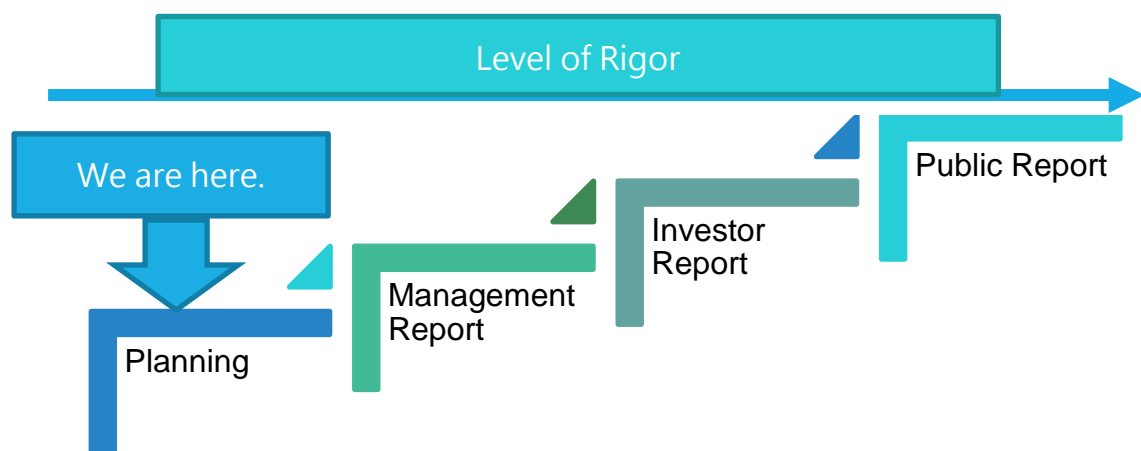 Level of Rigor
We are here.
Public Report
Investor
Report
Management
Report
Planning